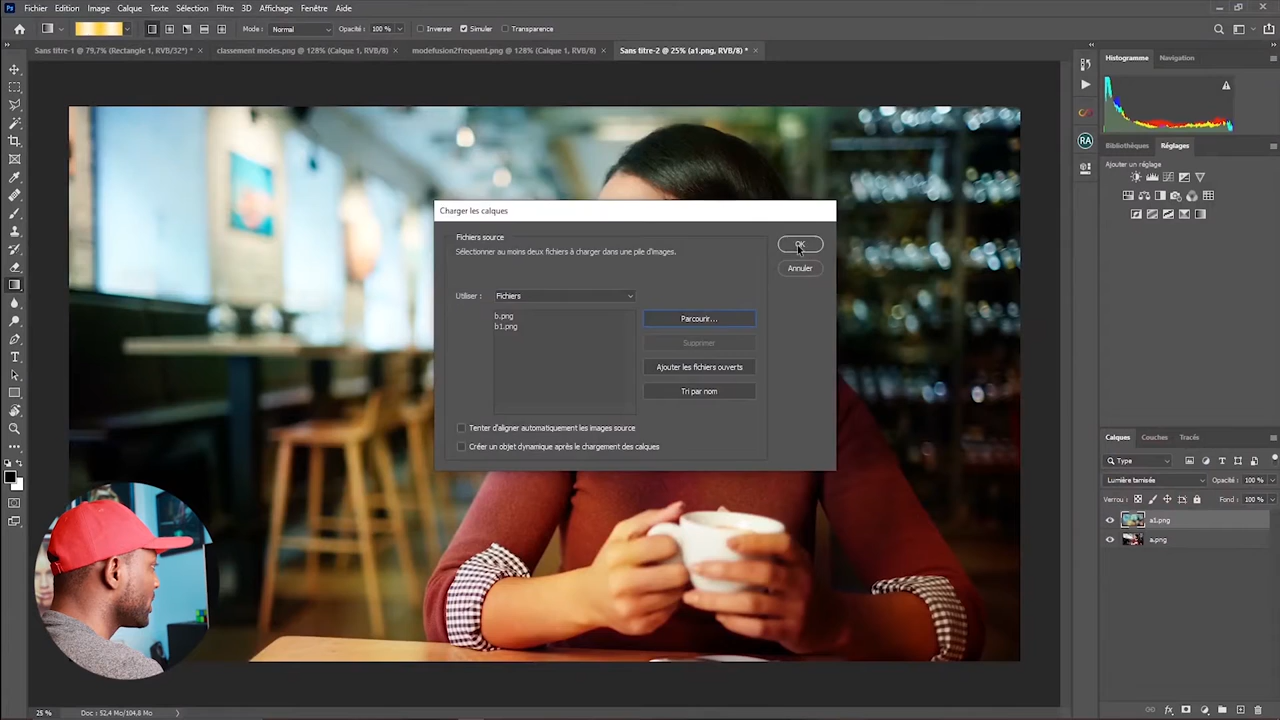 Fichier Edition Image Calque Texte Sélection Filtre 3D Affichage Fenêtre Aide
Mode : Normal Opacité : 100 % Inverser Simuler Transparence
Sans titre-1 @ 79,7% (Rectangle 1, RVB/32*) * × classement modes.png @ 128% (Calque 1, RVB/8) × modefusion2frequent.png @ 128% (Calque 1, RVB/8) × Sans titre-2 @ 25% (a1.png, RVB/8) * ×
Histogramme Navigation
Bibliothèques Réglages
Ajouter un réglage
Charger les calques
Fichiers source
Sélectionner au moins deux fichiers à charger dans une pile d'images.
OK
Annuler
Utiliser : Fichiers
b.png
b1.png
Parcourir...
Supprimer
Ajouter les fichiers ouverts
Tri par nom
Tenter d'aligner automatiquement les images source
Créer un objet dynamique après le chargement des calques
Calques Couches Tracés
Type
Lumière tamisée Opacité : 100 %
Verrou : Fond : 100 %
a1.png
a.png
25 % Doc : 52,4 Mo/104,8 Mo